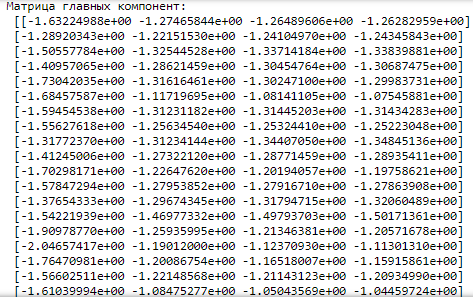 Матрица главных компонент:
[[-1.63224988e+00 -1.27465844e+00 -1.26489606e+00 -1.26282959e+00]
[-1.28920343e+00 -1.22151530e+00 -1.24104970e+00 -1.24345843e+00]
[-1.50557784e+00 -1.32544528e+00 -1.33714184e+00 -1.33839881e+00]
[-1.40957065e+00 -1.28621459e+00 -1.30454764e+00 -1.30687475e+00]
[-1.73042035e+00 -1.31616461e+00 -1.30247100e+00 -1.29983731e+00]
[-1.68457587e+00 -1.11719695e+00 -1.08141105e+00 -1.07545881e+00]
[-1.59454538e+00 -1.31231182e+00 -1.31445203e+00 -1.31434283e+00]
[-1.55627618e+00 -1.25634540e+00 -1.25324410e+00 -1.25223048e+00]
[-1.31772370e+00 -1.31234144e+00 -1.34407050e+00 -1.34845136e+00]
[-1.41245006e+00 -1.27322120e+00 -1.28771459e+00 -1.28935411e+00]
[-1.70298171e+00 -1.22647620e+00 -1.20194057e+00 -1.19758621e+00]
[-1.57847294e+00 -1.27953852e+00 -1.27916710e+00 -1.27863908e+00]
[-1.37654333e+00 -1.29674345e+00 -1.31794715e+00 -1.32060489e+00]
[-1.54221939e+00 -1.46977332e+00 -1.49793703e+00 -1.50171361e+00]
[-1.90978770e+00 -1.25935995e+00 -1.21346381e+00 -1.20571678e+00]
[-2.04657417e+00 -1.19012000e+00 -1.12370930e+00 -1.11301310e+00]
[-1.76470981e+00 -1.20086754e+00 -1.16518007e+00 -1.15915861e+00]
[-1.56602511e+00 -1.22148568e+00 -1.21143123e+00 -1.20934990e+00]
[-1.61039994e+00 -1.08475277e+00 -1.05043569e+00 -1.04459724e+00]